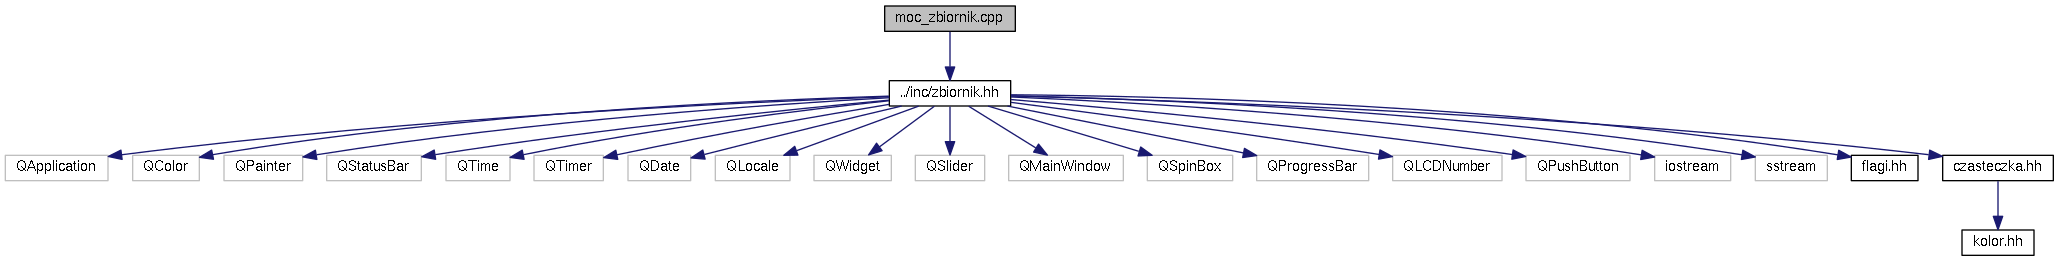 moc_zbiornik.cpp
../inc/zbiornik.hh
QApplication
QColor
QPainter
QStatusBar
QTime
QTimer
QDate
QLocale
QWidget
QSlider
QMainWindow
QSpinBox
QProgressBar
QLCDNumber
QPushButton
iostream
sstream
flagi.hh
czasteczka.hh
kolor.hh